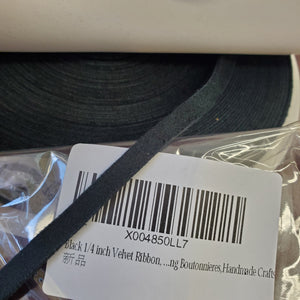 X004850LL7
Black 1/4 inch Velvet Ribbon, ...ng Boutonnieres,Handmade Crafts
新品